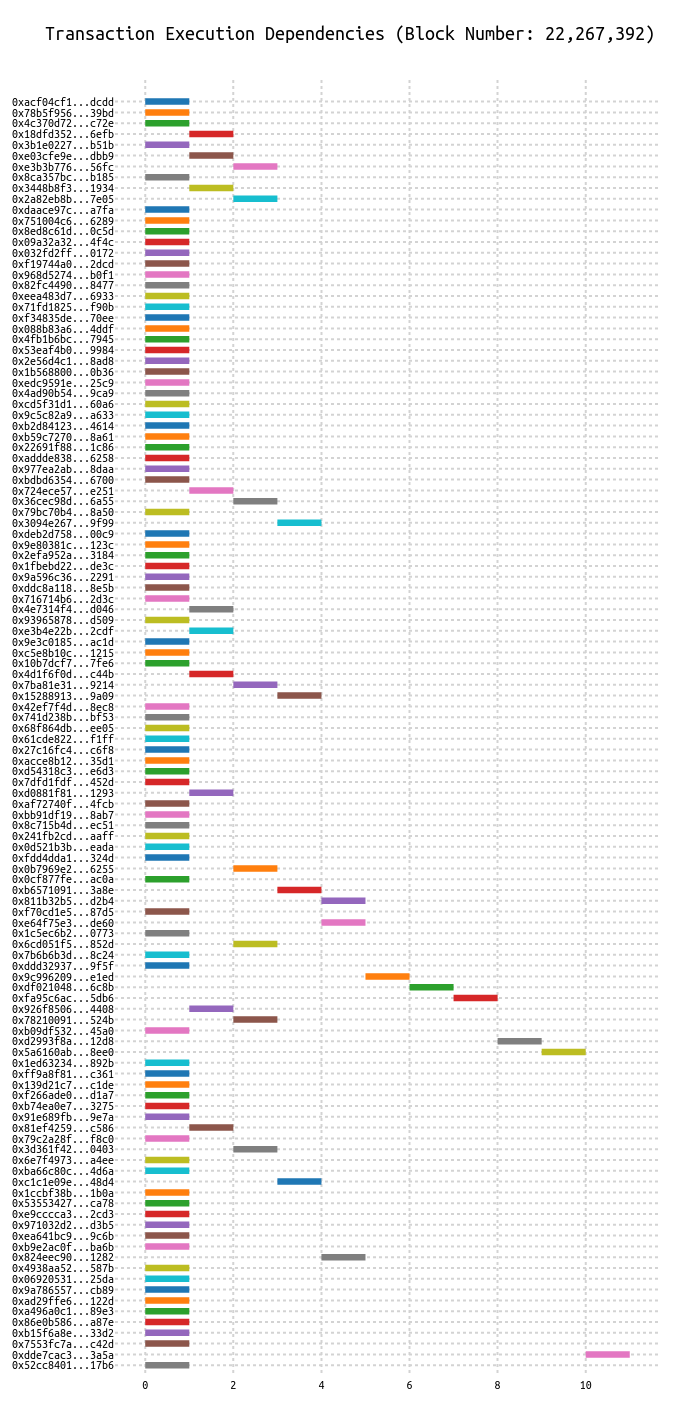 Transaction Execution Dependencies (Block Number: 22,267,392)
0xacf04cf1...dcdd
0x78b5f956...39bd
0x4c370d72...c72e
0x18dfd352...6efb
0x3b1e0227...b51b
0xe03cfe9e...dbb9
0xe3b3b776...56fc
0x8ca357bc...b185
0x3448b8f3...1934
0x2a82eb8b...7e05
0xdaace97c...a7fa
0x751004c6...6289
0x8ed8c61d...0c5d
0x09a32a32...4f4c
0x032fd2ff...0172
0xf19744a0...2dcd
0x968d5274...b0f1
0x82fc4490...8477
0xeea483d7...6933
0x71fd1825...f90b
0xf34835de...70ee
0x088b83a6...4ddf
0x4fb1b6bc...7945
0x53eaf4b0...9984
0x2e56d4c1...8ad8
0x1b568800...0b36
0xedc9591e...25c9
0x4ad90b54...9ca9
0xcd5f31d1...60a6
0x9c5c82a9...a633
0xb2d84123...4614
0xb59c7270...8a61
0x22691f88...1c86
0xaddde838...6258
0x977ea2ab...8daa
0xbdbd6354...6700
0x724ece57...e251
0x36cec98d...6a55
0x79bc70b4...8a50
0x3094e267...9f99
0xdeb2d758...00c9
0x9e80381c...123c
0x2efa952a...3184
0x1fbebd22...de3c
0x9a596c36...2291
0xddc8a118...8e5b
0x716714b6...2d3c
0x4e7314f4...d046
0x93965878...d509
0xe3b4e22b...2cdf
0x9e3c0185...ac1d
0xc5e8b10c...1215
0x10b7dcf7...7fe6
0x4d1f6f0d...c44b
0x7ba81e31...9214
0x15288913...9a09
0x42ef7f4d...8ec8
0x741d238b...bf53
0x68f864db...ee05
0x61cde822...f1ff
0x27c16fc4...c6f8
0xacce8b12...35d1
0xd54318c3...e6d3
0x7dfd1fdf...452d
0xd0881f81...1293
0xaf72740f...4fcb
0xbb91df19...8ab7
0x8c715b4d...ec51
0x241fb2cd...aaff
0x0d521b3b...eada
0xfdd4dda1...324d
0x0b7969e2...6255
0x0cf877fe...ac0a
0xb6571091...3a8e
0x811b32b5...d2b4
0xf70cd1e5...87d5
0xe64f75e3...de60
0x1c5ec6b2...0773
0x6cd051f5...852d
0x7b6b6b3d...8c24
0xddd32937...9f5f
0x9c996209...e1ed
0xdf021048...6c8b
0xfa95c6ac...5db6
0x926f8506...4408
0x78210091...524b
0xb09df532...45a0
0xd2993f8a...12d8
0x5a6160ab...8ee0
0x1ed63234...892b
0xff9a8f81...c361
0x139d21c7...c1de
0xf266ade0...d1a7
0xb74ea0e7...3275
0x91e689fb...9e7a
0x81ef4259...c586
0x79c2a28f...f8c0
0x3d361f42...0403
0x6e7f4973...a4ee
0xba66c80c...4d6a
0xc1c1e09e...48d4
0x1ccbf38b...1b0a
0x53553427...ca78
0xe9cccca3...2cd3
0x971032d2...d3b5
0xea641bc9...9c6b
0xb9e2ac0f...ba6b
0x824eec90...1282
0x4938aa52...587b
0x06920531...25da
0x9a786557...cb89
0xad29ffe6...122d
0xa496a0c1...89e3
0x86e0b586...a87e
0xb15f6a8e...33d2
0x7553fc7a...c42d
0xdde7cac3...3a5a
0x52cc8401...17b6
0 2 4 6 8 10